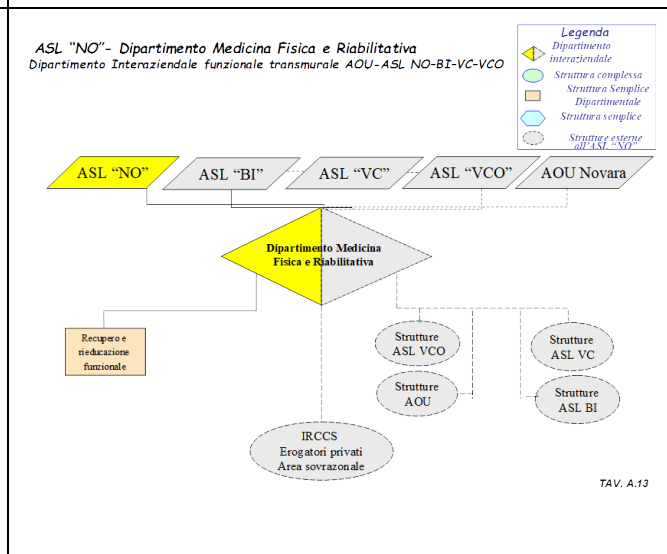 ASL “NO”- Dipartimento Medicina Fisica e Riabilitativa
Dipartimento Interaziendale funzionale transmurale AOU-ASL NO-BI-VC-VCO
Legenda
Dipartimento
interaziendale
Struttura complessa
Struttura Semplice
Dipartimentale
Struttura semplice
Strutture esterne
all’ASL “NO”
ASL “NO”
ASL “BI”
ASL “VC”
ASL “VCO”
AOU Novara
Dipartimento Medicina
Fisica e Riabilitativa
Recupero e
rieducazione
funzionale
Strutture
ASL VCO
Strutture
ASL VC
Strutture
AOU
Strutture
ASL BI
IRCCS
Erogatori privati
Area sovrazonale
TAV. A.13